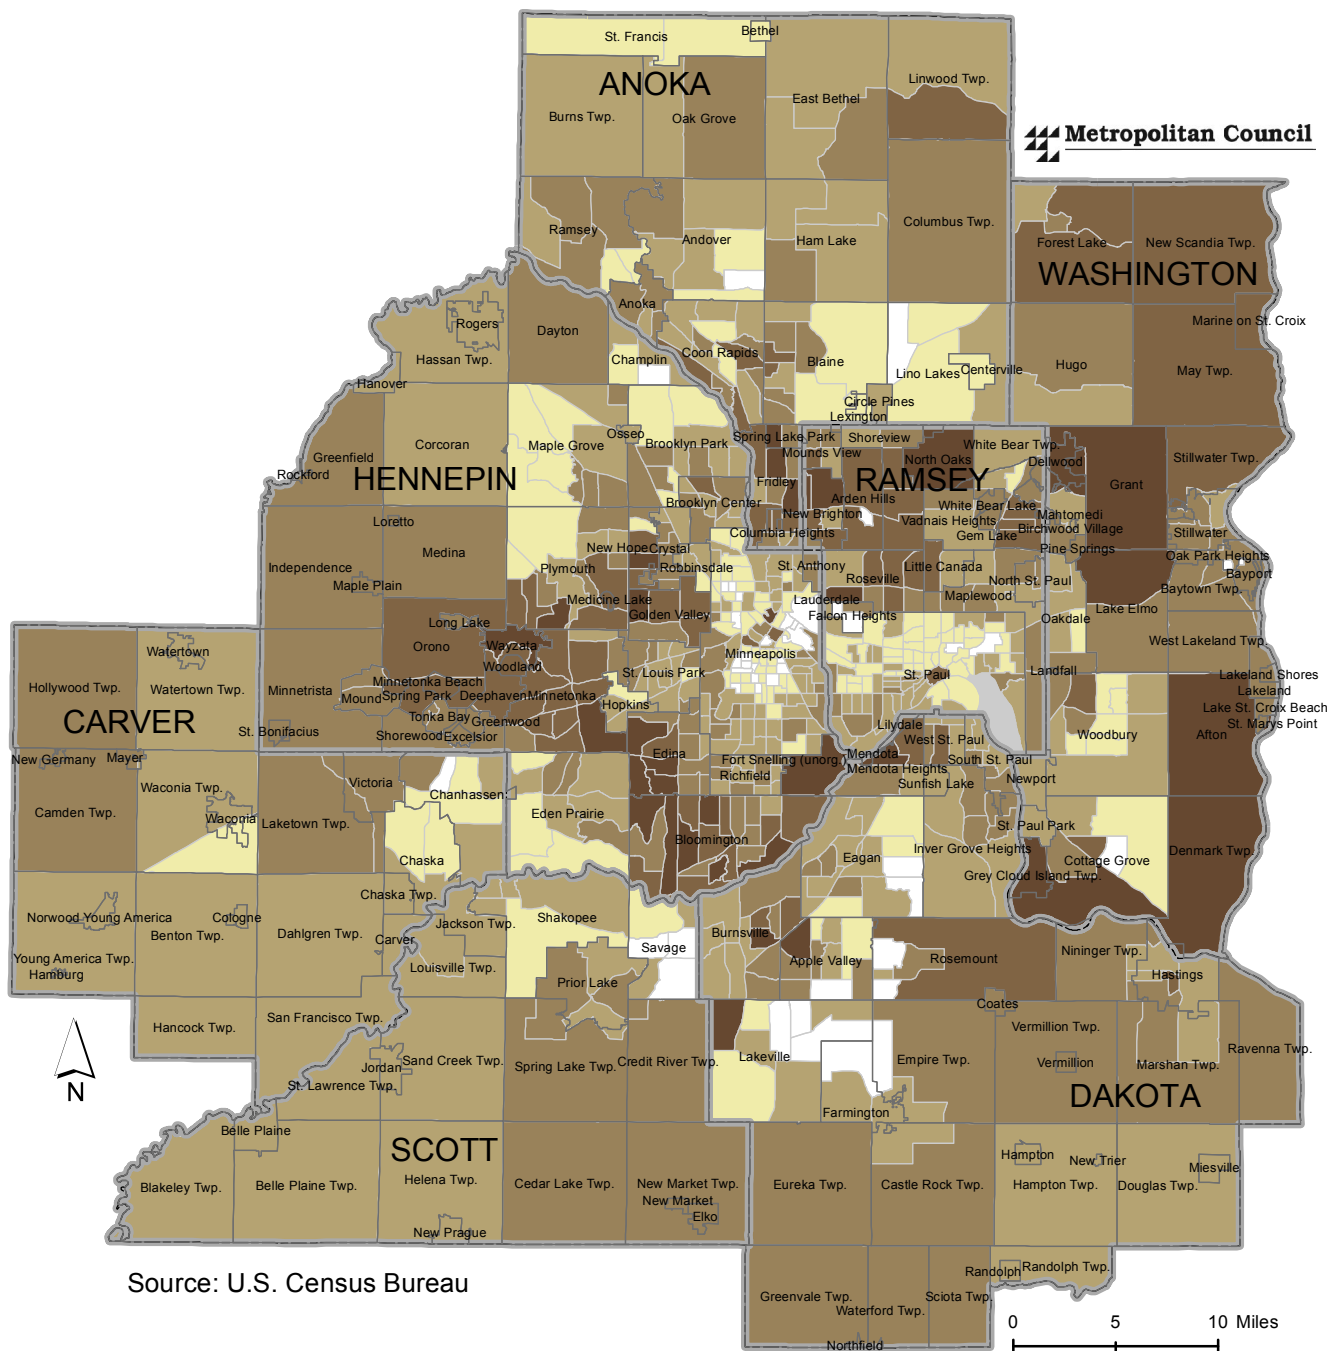 St. Francis
Bethel
ANOKA
Linwood Twp.
Burns Twp.
Oak Grove
East Bethel
Metropolitan Council
Ramsey
Andover
Ham Lake
Columbus Twp.
Forest Lake
New Scandia Twp.
WASHINGTON
Rogers
Dayton
Anoka
Marine on St. Croix
Hassan Twp.
Champlin
Coon Rapids
Blaine
Lino Lakes
Centerville
Hugo
May Twp.
Hanover
Circle Pines
Lexington
Corcoran
Maple Grove
Osseo
Brooklyn Park
Spring Lake Park
Shoreview
White Bear Twp.
Greenfield
Mounds View
North Oaks
Dellwood
Stillwater Twp.
Rockford
HENNEPIN
Fridley
RAMSEY
Grant
Brooklyn Center
Arden Hills
White Bear Lake
New Brighton
Vadnais Heights
Mahtomedi
Loretto
Columbia Heights
Gem Lake
Birchwood Village
Stillwater
Medina
New Hope
Crystal
Pine Springs
Oak Park Heights
Independence
Plymouth
Robbinsdale
St. Anthony
Roseville
Little Canada
North St. Paul
Bayport
Maple Plain
Medicine Lake
Lauderdale
Maplewood
Baytown Twp.
Long Lake
Golden Valley
Falcon Heights
Oakdale
Lake Elmo
Orono
Wayzata
West Lakeland Twp.
Watertown
Woodland
St. Louis Park
Minneapolis
St. Paul
Landfall
Lakeland Shores
Hollywood Twp.
Watertown Twp.
Minnetrista
Minnetonka Beach
Lakeland
Mound
Spring Park
Deephaven
Minnetonka
Hopkins
Lake St. Croix Beach
CARVER
Tonka Bay
Greenwood
Lilydale
St. Marys Point
St. Bonifacius
Shorewood
Excelsior
Edina
West St. Paul
Woodbury
Afton
New Germany
Mayer
Fort Snelling (unorg.)
Mendota
South St. Paul
Richfield
Mendota Heights
Newport
Waconia Twp.
Victoria
Chanhassen
Sunfish Lake
Camden Twp.
Waconia
Laketown Twp.
Eden Prairie
St. Paul Park
Bloomington
Inver Grove Heights
Chaska
Eagan
Cottage Grove
Denmark Twp.
Grey Cloud Island Twp.
Chaska Twp.
Norwood Young America
Cologne
Shakopee
Jackson Twp.
Benton Twp.
Dahlgren Twp.
Carver
Burnsville
Savage
Nininger Twp.
Young America Twp.
Louisville Twp.
Apple Valley
Rosemount
Hamburg
Prior Lake
Hastings
Coates
Hancock Twp.
San Francisco Twp.
Vermillion Twp.
Ravenna Twp.
Sand Creek Twp.
Spring Lake Twp.
Credit River Twp.
Lakeville
Empire Twp.
Vermillion
Marshan Twp.
Jordan
St. Lawrence Twp.
N
DAKOTA
Farmington
Belle Plaine
SCOTT
Hampton
New Trier
Miesville
Blakeley Twp.
Belle Plaine Twp.
Helena Twp.
Cedar Lake Twp.
New Market Twp.
Eureka Twp.
Castle Rock Twp.
Hampton Twp.
Douglas Twp.
New Market
Elko
New Prague
Source: U.S. Census Bureau
Randolph
Randolph Twp.
Greenvale Twp.
Sciota Twp.
Waterford Twp.
Northfield
0 5 10 Miles